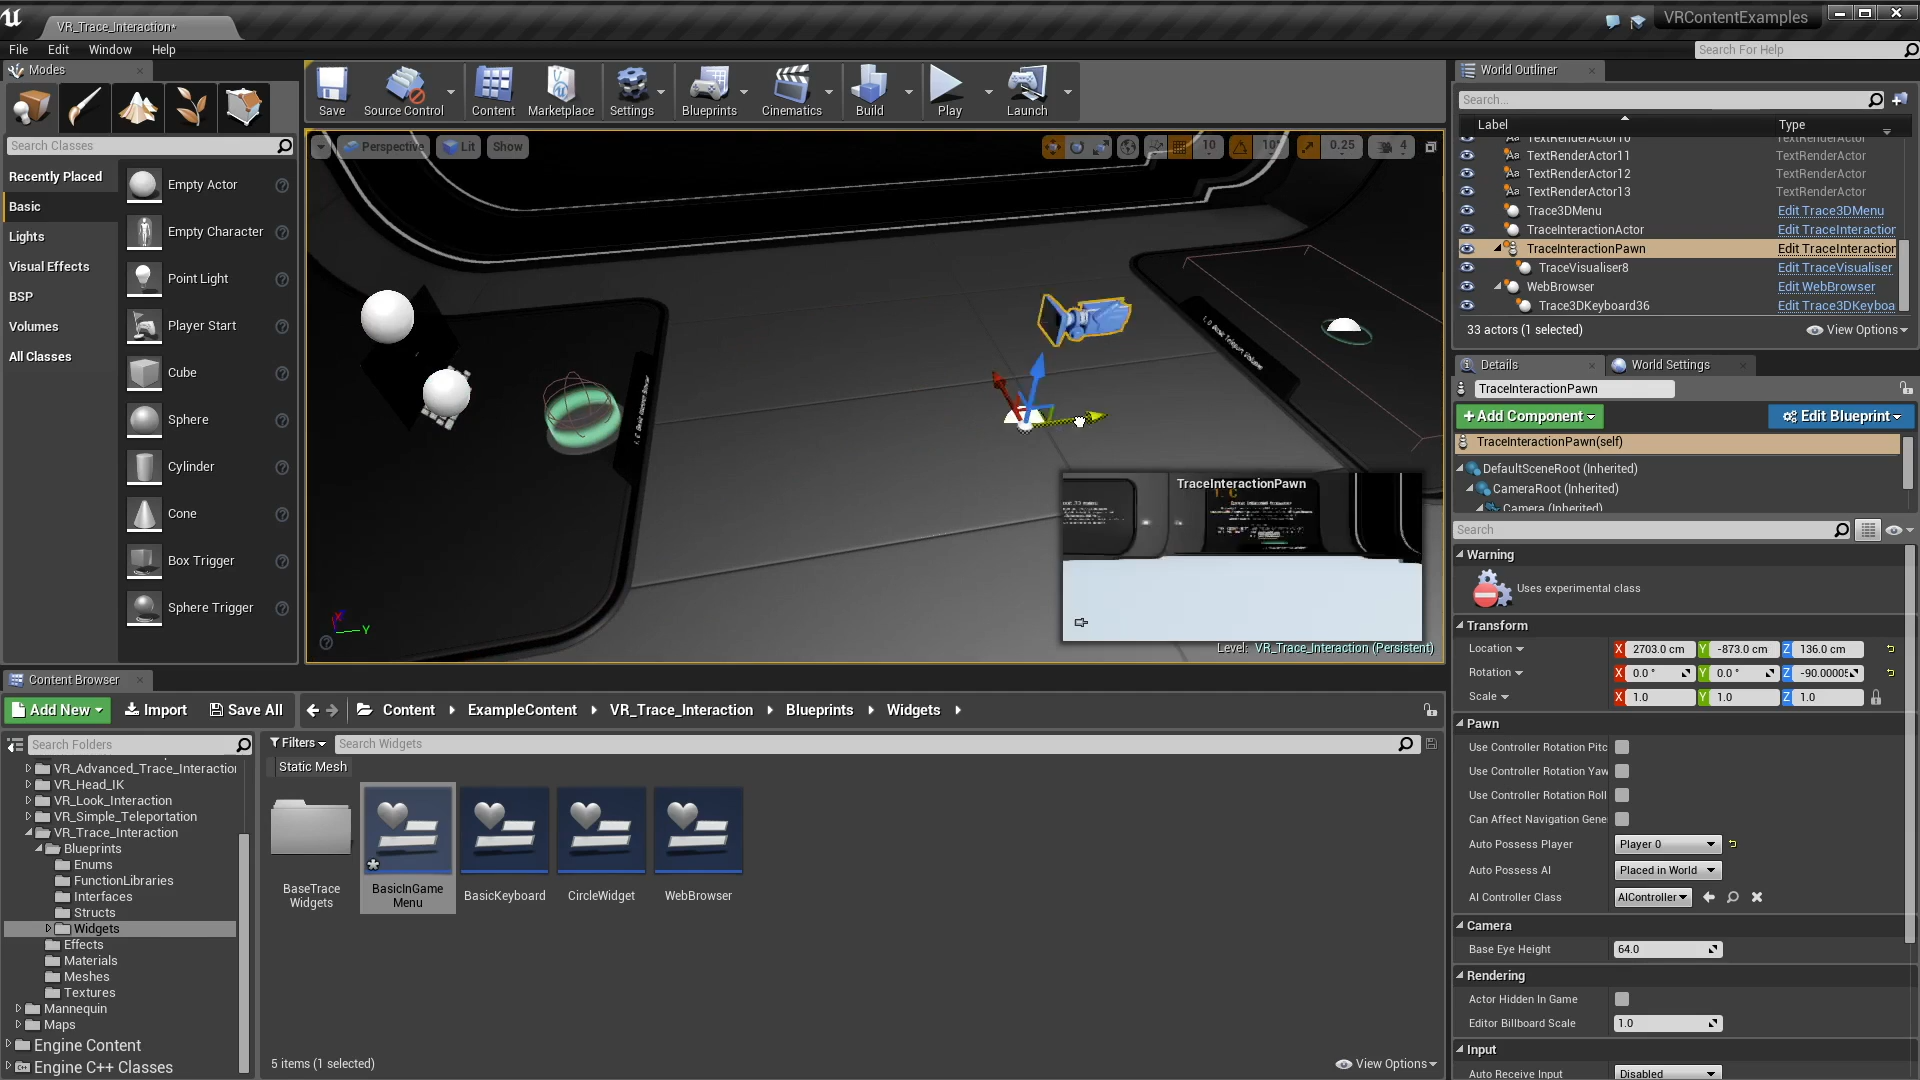 VR_Trace_Interaction*
VRContentExamples
File Edit Window Help
Search For Help
Modes
Search Classes
Recently Placed
Basic
Lights
Visual Effects
BSP
Volumes
All Classes
Empty Actor
Empty Character
Point Light
Player Start
Cube
Sphere
Cylinder
Cone
Box Trigger
Sphere Trigger
Save
Source Control
Content
Marketplace
Settings
Blueprints
Cinematics
Build
Play
Launch
Perspective Lit Show
10 10° 0.25 4
TraceInteractionPawn
X Y
Level: VR_Trace_Interaction (Persistent)
World Outliner
Search...
Label Type
TextRenderActor10
TextRenderActor11 TextRenderActor
TextRenderActor12 TextRenderActor
TextRenderActor13 TextRenderActor
Trace3DMenu Edit Trace3DMenu
TraceInteractionActor Edit TraceInteraction
TraceInteractionPawn Edit TraceInteraction
TraceVisualiser8 Edit TraceVisualiser
WebBrowser Edit WebBrowser
Trace3DKeyboard36 Edit Trace3DKeyboa
33 actors (1 selected) View Options
Details World Settings
TraceInteractionPawn
+Add Component Edit Blueprint
TraceInteractionPawn(self)
DefaultSceneRoot (Inherited)
CameraRoot (Inherited)
Camera (Inherited)
Search
Warning
Uses experimental class
Transform
Location X 2703.0 cm Y -873.0 cm Z 136.0 cm
Rotation X 0.0 ° Y 0.0 ° Z -90.00005
Scale X 1.0 Y 1.0 Z 1.0
Pawn
Use Controller Rotation Pitc
Use Controller Rotation Yaw
Use Controller Rotation Roll
Can Affect Navigation Gene
Auto Possess Player Player 0
Auto Possess AI Placed in World
AI Controller Class AIController
Camera
Base Eye Height 64.0
Rendering
Actor Hidden In Game
Editor Billboard Scale 1.0
Input
Auto Receive Input Disabled
Content Browser
Add New Import Save All Content ExampleContent VR_Trace_Interaction Blueprints Widgets
Search Folders
Filters Search Widgets
Static Mesh
VR_Advanced_Trace_Interaction
VR_Head_IK
VR_Look_Interaction
VR_Simple_Teleportation
VR_Trace_Interaction
Blueprints
Enums
FunctionLibraries
Interfaces
Structs
Widgets
Effects
Materials
Meshes
Textures
Mannequin
Maps
Engine Content
Engine C++ Classes
BaseTrace
Widgets
BasicInGame
Menu
BasicKeyboard
CircleWidget
WebBrowser
5 items (1 selected) View Options